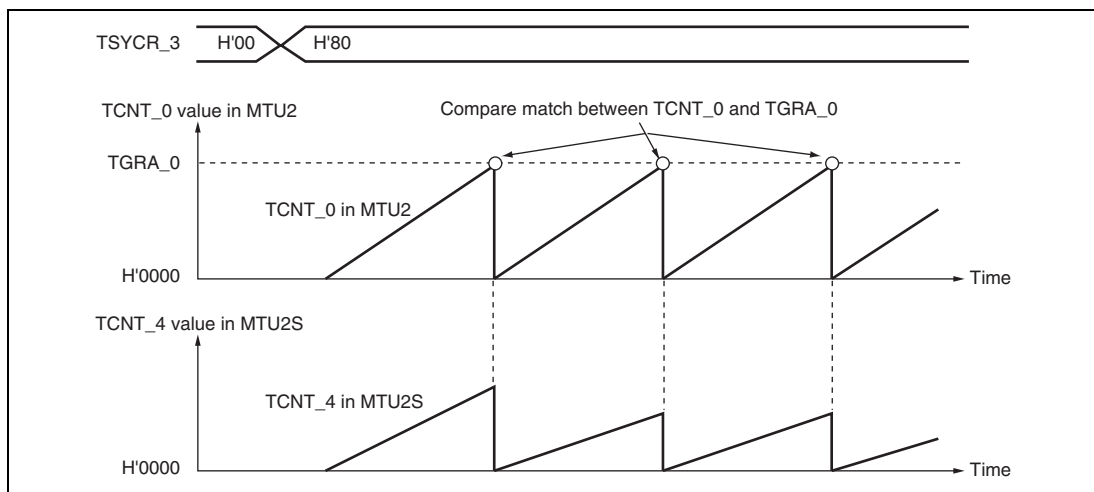 TSYCR_3 H'00 H'80
TCNT_0 value in MTU2
Compare match between TCNT_0 and TGRA_0
TGRA_0
TCNT_0 in MTU2
H'0000
Time
TCNT_4 value in MTU2S
TCNT_4 in MTU2S
H'0000
Time